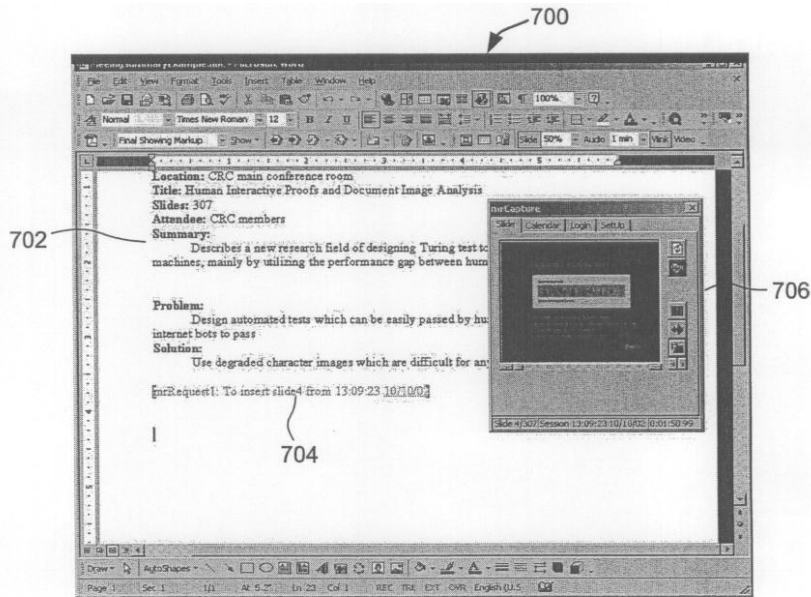 700
MeetingSummaryExample.doc - Microsoft Word
File Edit View Format Tools Insert Table Window Help
100%
Normal Times New Roman 12 B I U
Final Showing Markup Show Slide 50% Audio 1 min Mlink Video
Location: CRC main conference room
Title: Human Interactive Proofs and Document Image Analysis
Slides: 307
Attendee: CRC members
Summary:
Describes a new research field of designing Turing test to
machines, mainly by utilizing the performance gap between hum
Problem:
Design automated tests which can be easily passed by hu
internet bots to pass
Solution:
Use degraded character images which are difficult for any
[mrRequest1: To insert slide4 from 13:09:23 10/10/02]
702
704
mrCapture
Slide Calendar Login SetUp
Slide 4/307 Session 13:09:23 10/10/02 0:01:50.99
706
Draw AutoShapes
Page 1 Sec 1 1/1 At 5.2" Ln 23 Col 1 REC TRK EXT OVR English (U.S